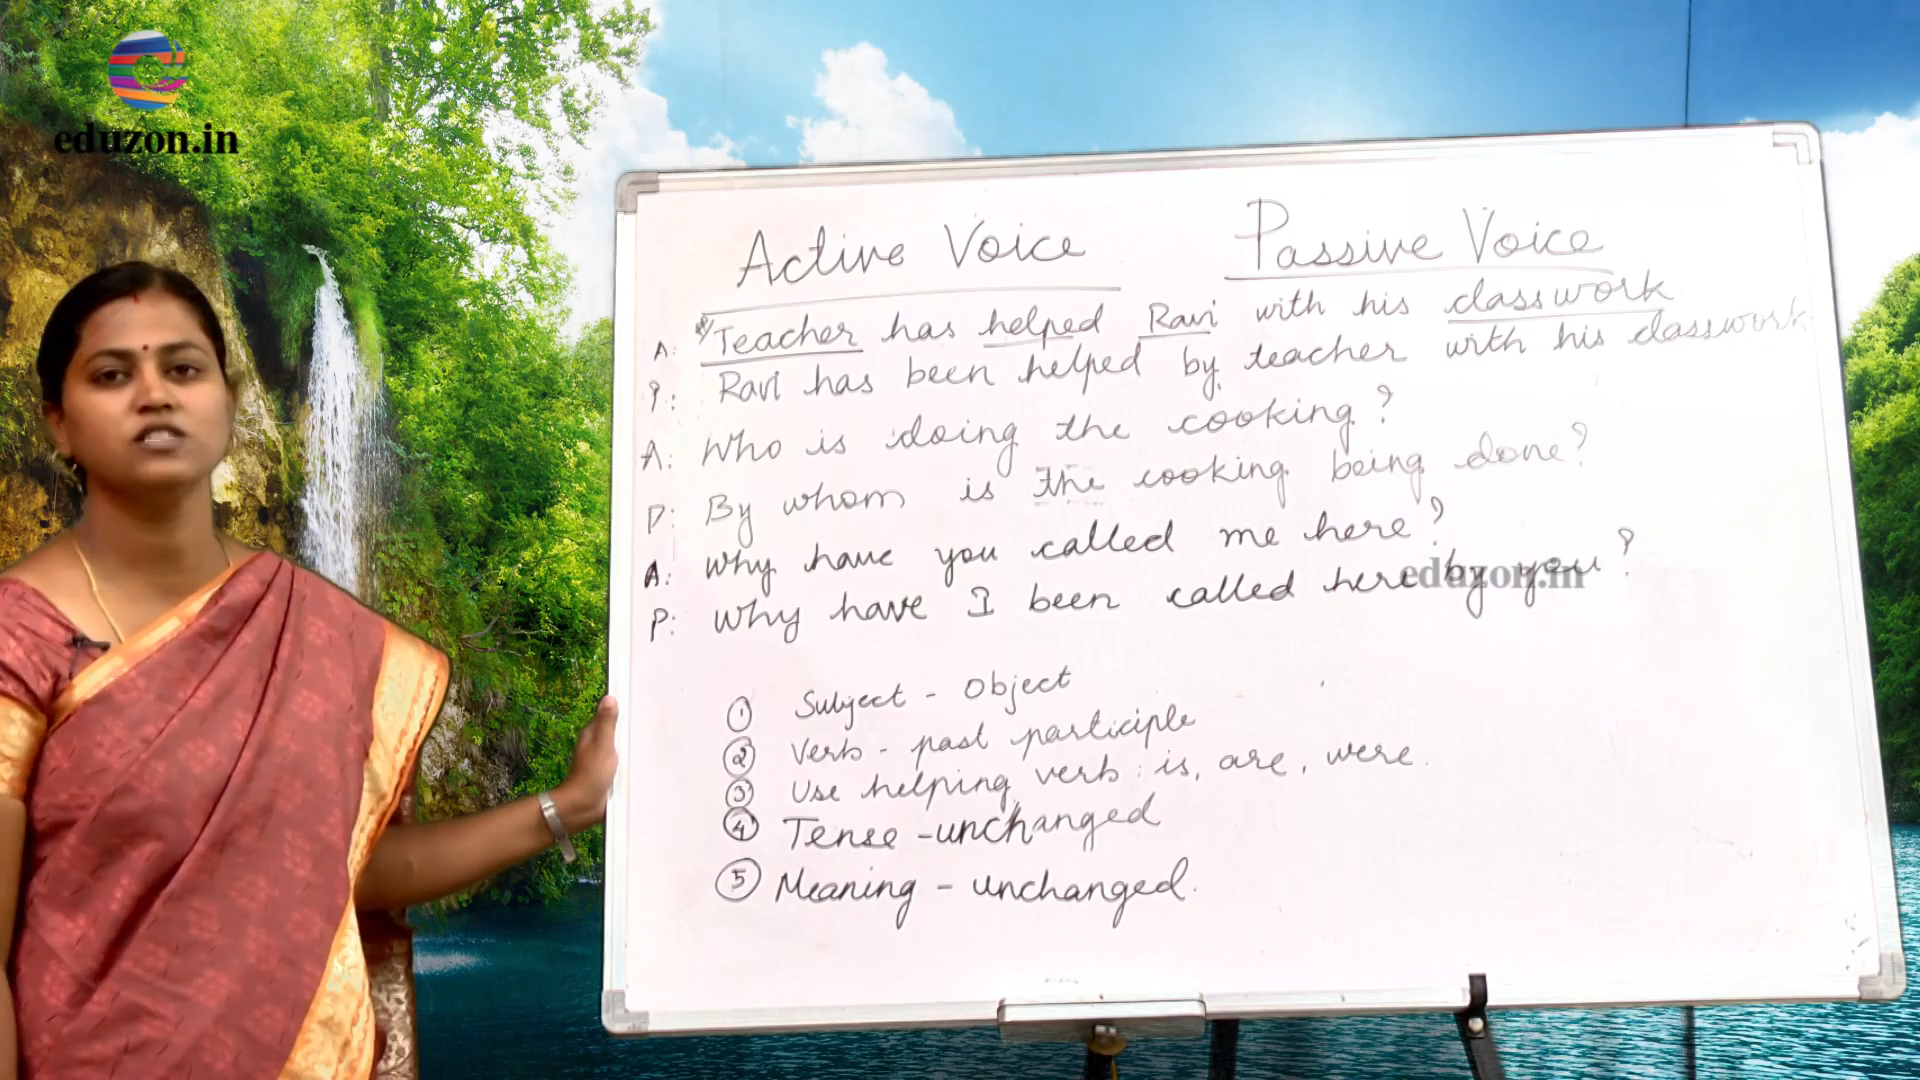 eduzon.in
Active Voice Passive Voice
A: Teacher has helped Ravi with his classwork
P: Ravi has been helped by teacher with his classwork
A: Who is doing the cooking?
P: By whom is the cooking being done?
A: Why have you called me here?
P: Why have I been called here by you?
eduzon.in
① Subject - Object
② Verb - past participle
③ Use helping verb: is, are, were.
④ Tense - unchanged
⑤ Meaning - unchanged.